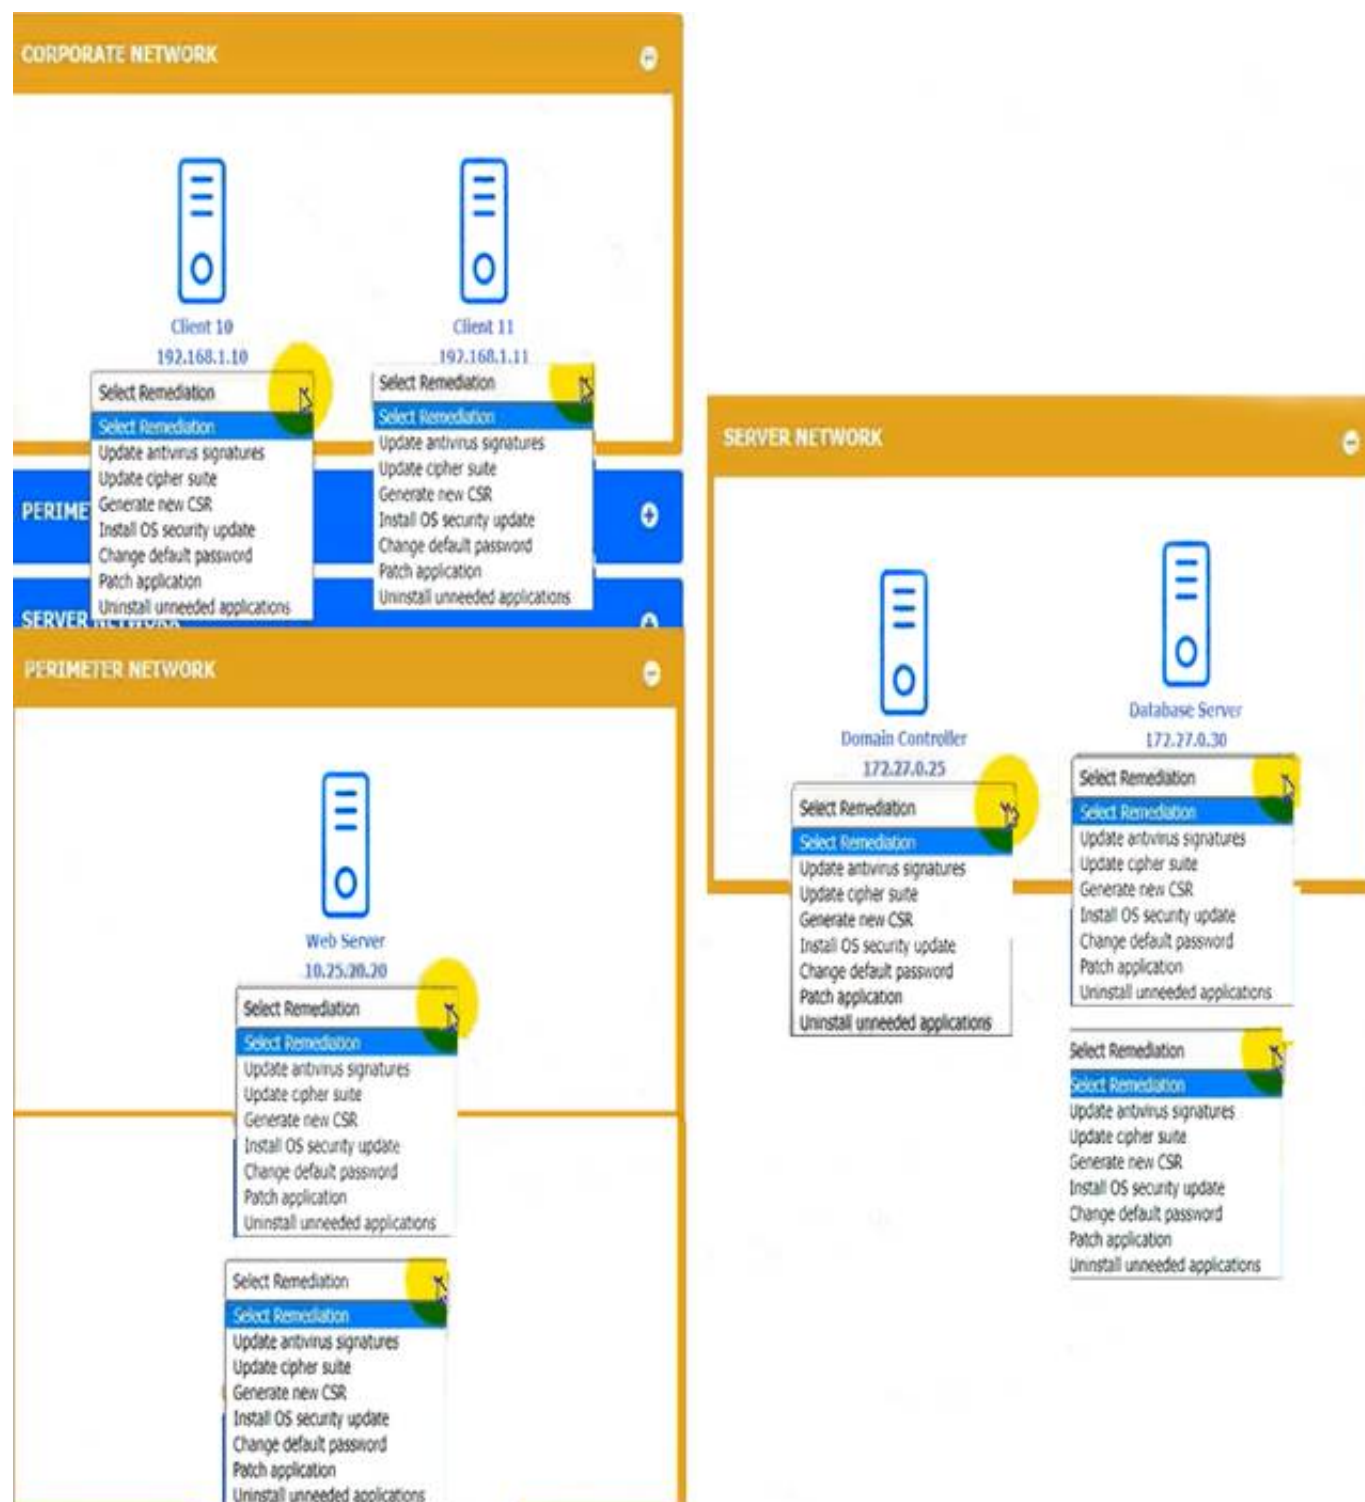 CORPORATE NETWORK
Client 10
192.168.1.10
Select Remediation
Select Remediation
Update antivirus signatures
Update cipher suite
Generate new CSR
Install OS security update
Change default password
Patch application
Uninstall unneeded applications
Client 11
192.168.1.11
Select Remediation
Select Remediation
Update antivirus signatures
Update cipher suite
Generate new CSR
Install OS security update
Change default password
Patch application
Uninstall unneeded applications
PERIME
SERVER NETWORK
PERIMETER NETWORK
Web Server
10.25.20.20
Select Remediation
Select Remediation
Update antivirus signatures
Update cipher suite
Generate new CSR
Install OS security update
Change default password
Patch application
Uninstall unneeded applications
Select Remediation
Select Remediation
Update antivirus signatures
Update cipher suite
Generate new CSR
Install OS security update
Change default password
Patch application
Uninstall unneeded applications
SERVER NETWORK
Domain Controller
172.27.0.25
Select Remediation
Select Remediation
Update antivirus signatures
Update cipher suite
Generate new CSR
Install OS security update
Change default password
Patch application
Uninstall unneeded applications
Database Server
172.27.0.30
Select Remediation
Select Remediation
Update antivirus signatures
Update cipher suite
Generate new CSR
Install OS security update
Change default password
Patch application
Uninstall unneeded applications
Select Remediation
Select Remediation
Update antivirus signatures
Update cipher suite
Generate new CSR
Install OS security update
Change default password
Patch application
Uninstall unneeded applications